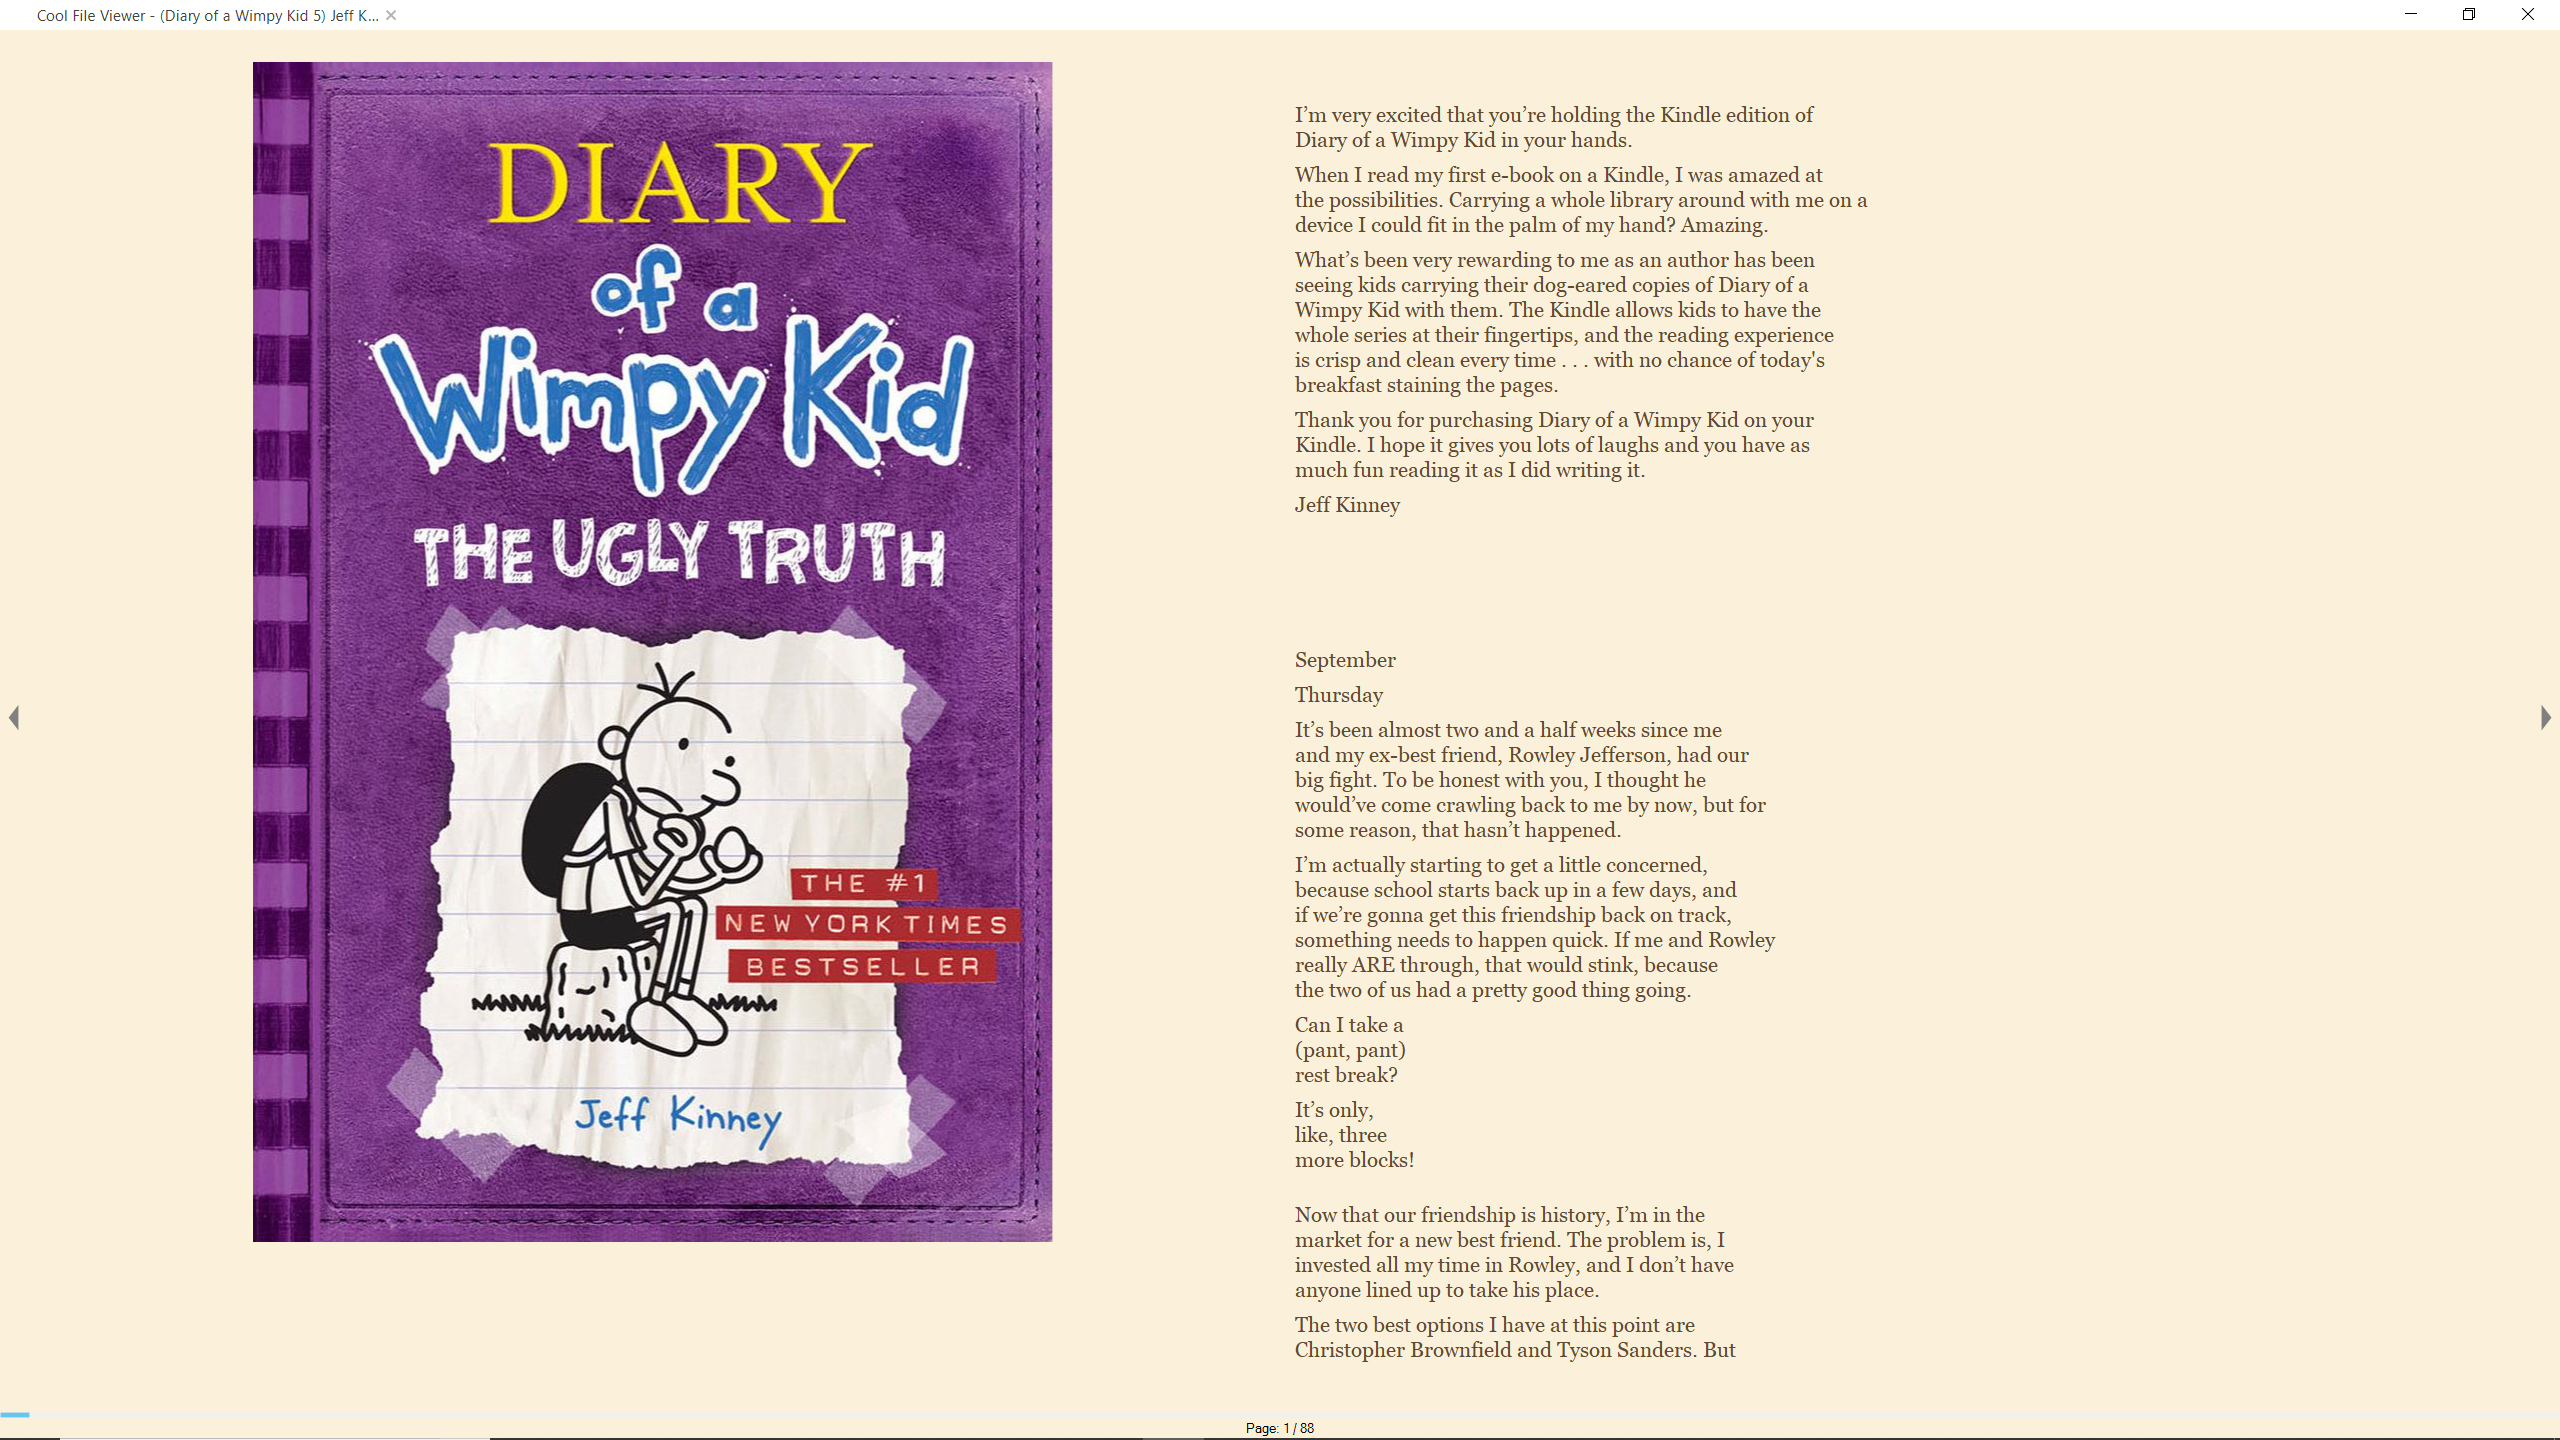 Cool File Viewer - (Diary of a Wimpy Kid 5) Jeff K...
DIARY
of a
Wimpy Kid
THE UGLY TRUTH
THE #1
NEW YORK TIMES
BESTSELLER
Jeff Kinney
I’m very excited that you’re holding the Kindle edition of
Diary of a Wimpy Kid in your hands.
When I read my first e-book on a Kindle, I was amazed at
the possibilities. Carrying a whole library around with me on a
device I could fit in the palm of my hand? Amazing.
What’s been very rewarding to me as an author has been
seeing kids carrying their dog-eared copies of Diary of a
Wimpy Kid with them. The Kindle allows kids to have the
whole series at their fingertips, and the reading experience
is crisp and clean every time . . . with no chance of today's
breakfast staining the pages.
Thank you for purchasing Diary of a Wimpy Kid on your
Kindle. I hope it gives you lots of laughs and you have as
much fun reading it as I did writing it.
Jeff Kinney
September
Thursday
It’s been almost two and a half weeks since me
and my ex-best friend, Rowley Jefferson, had our
big fight. To be honest with you, I thought he
would’ve come crawling back to me by now, but for
some reason, that hasn’t happened.
I’m actually starting to get a little concerned,
because school starts back up in a few days, and
if we’re gonna get this friendship back on track,
something needs to happen quick. If me and Rowley
really ARE through, that would stink, because
the two of us had a pretty good thing going.
Can I take a
(pant, pant)
rest break?
It’s only,
like, three
more blocks!
Now that our friendship is history, I’m in the
market for a new best friend. The problem is, I
invested all my time in Rowley, and I don’t have
anyone lined up to take his place.
The two best options I have at this point are
Christopher Brownfield and Tyson Sanders. But
Page: 1 / 88